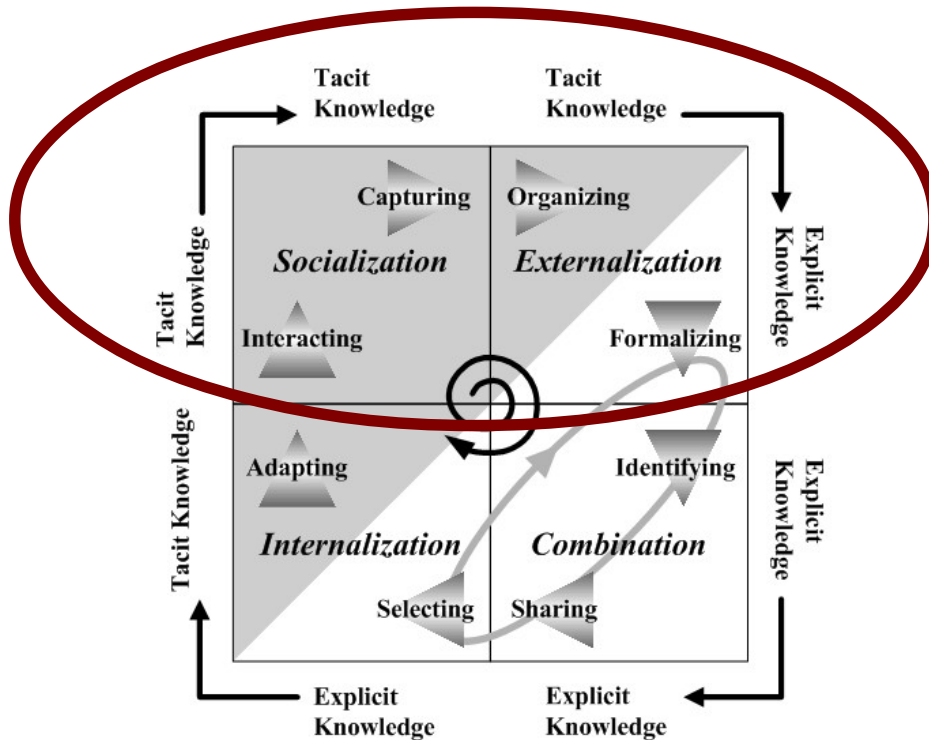 Tacit
Knowledge
Tacit
Knowledge
Capturing
Organizing
Socialization
Externalization
Tacit
Knowledge
Explicit
Knowledge
Interacting
Formalizing
Adapting
Identifying
Tacit Knowledge
Explicit
Knowledge
Internalization
Combination
Selecting
Sharing
Explicit
Knowledge
Explicit
Knowledge